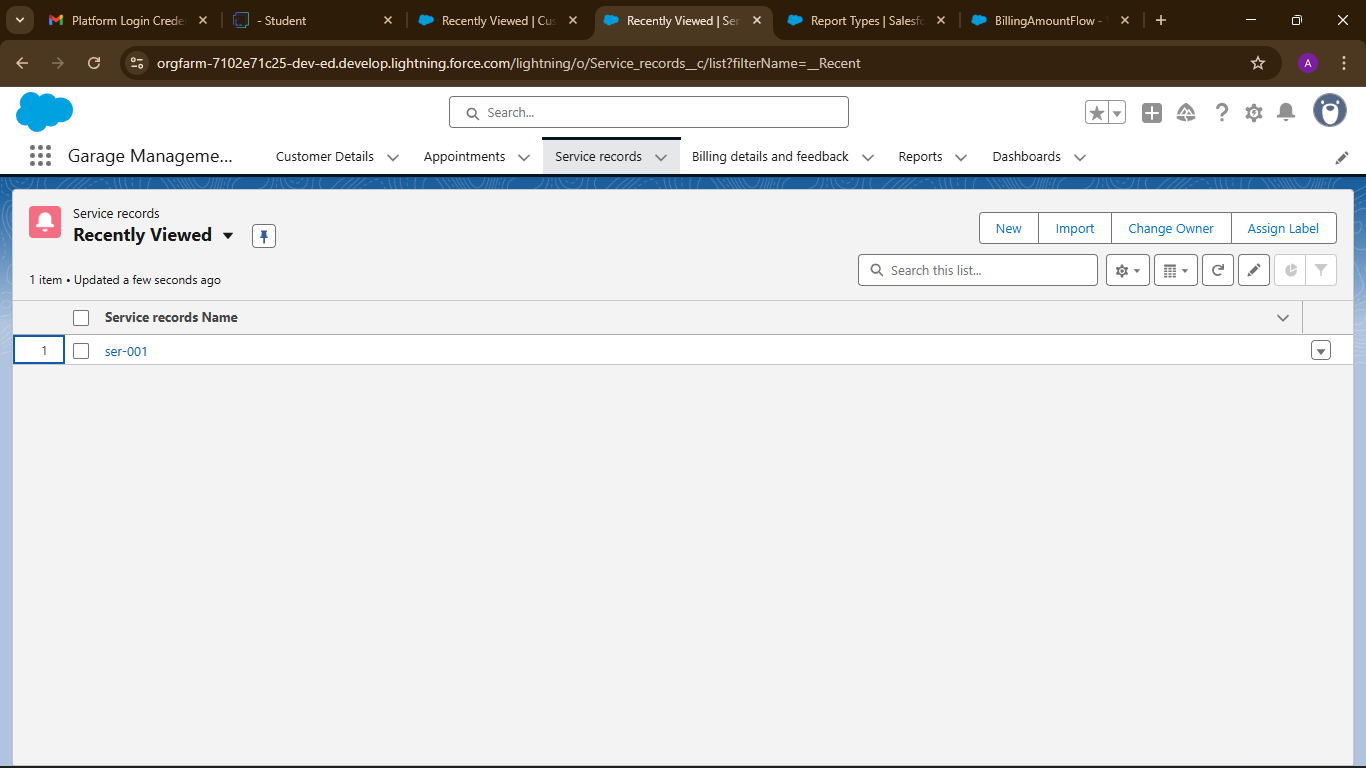 Platform Login Crede
- Student
Recently Viewed | Cus
Recently Viewed | Ser
Report Types | Salesfo
BillingAmountFlow -
orgfarm-7102e71c25-dev-ed.develop.lightning.force.com/lightning/o/Service_records__c/list?filterName=__Recent
A
Search...
Garage Manageme...
Customer Details
Appointments
Service records
Billing details and feedback
Reports
Dashboards
Service records
Recently Viewed
New
Import
Change Owner
Assign Label
1 item • Updated a few seconds ago
Search this list...
Service records Name
1
ser-001